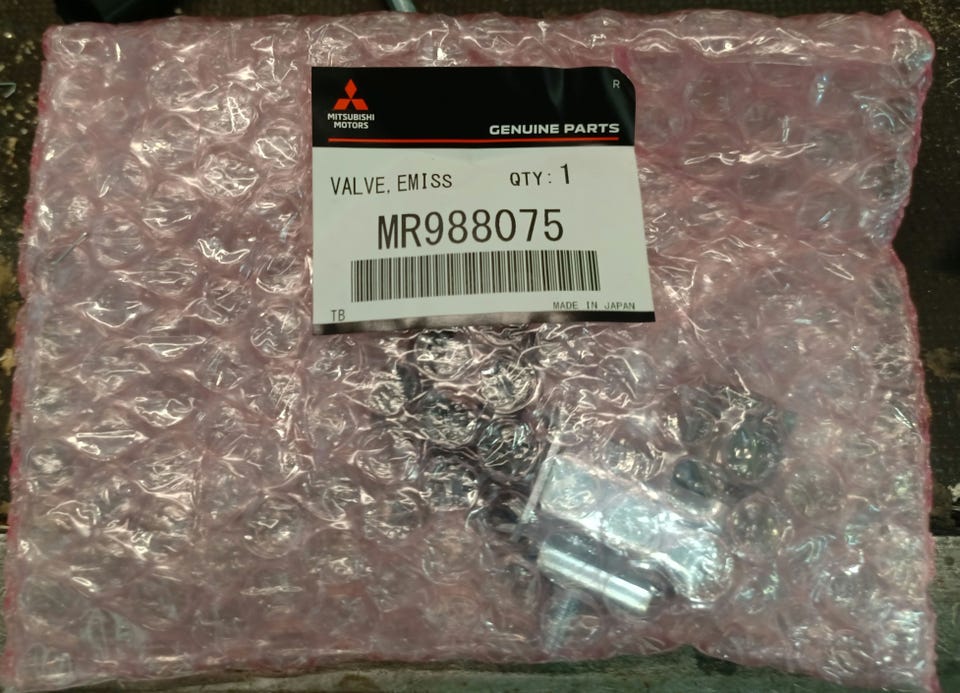 R
MITSUBISHI
MOTORS
GENUINE PARTS
VALVE, EMISS QTY: 1
MR988075
TB MADE IN JAPAN